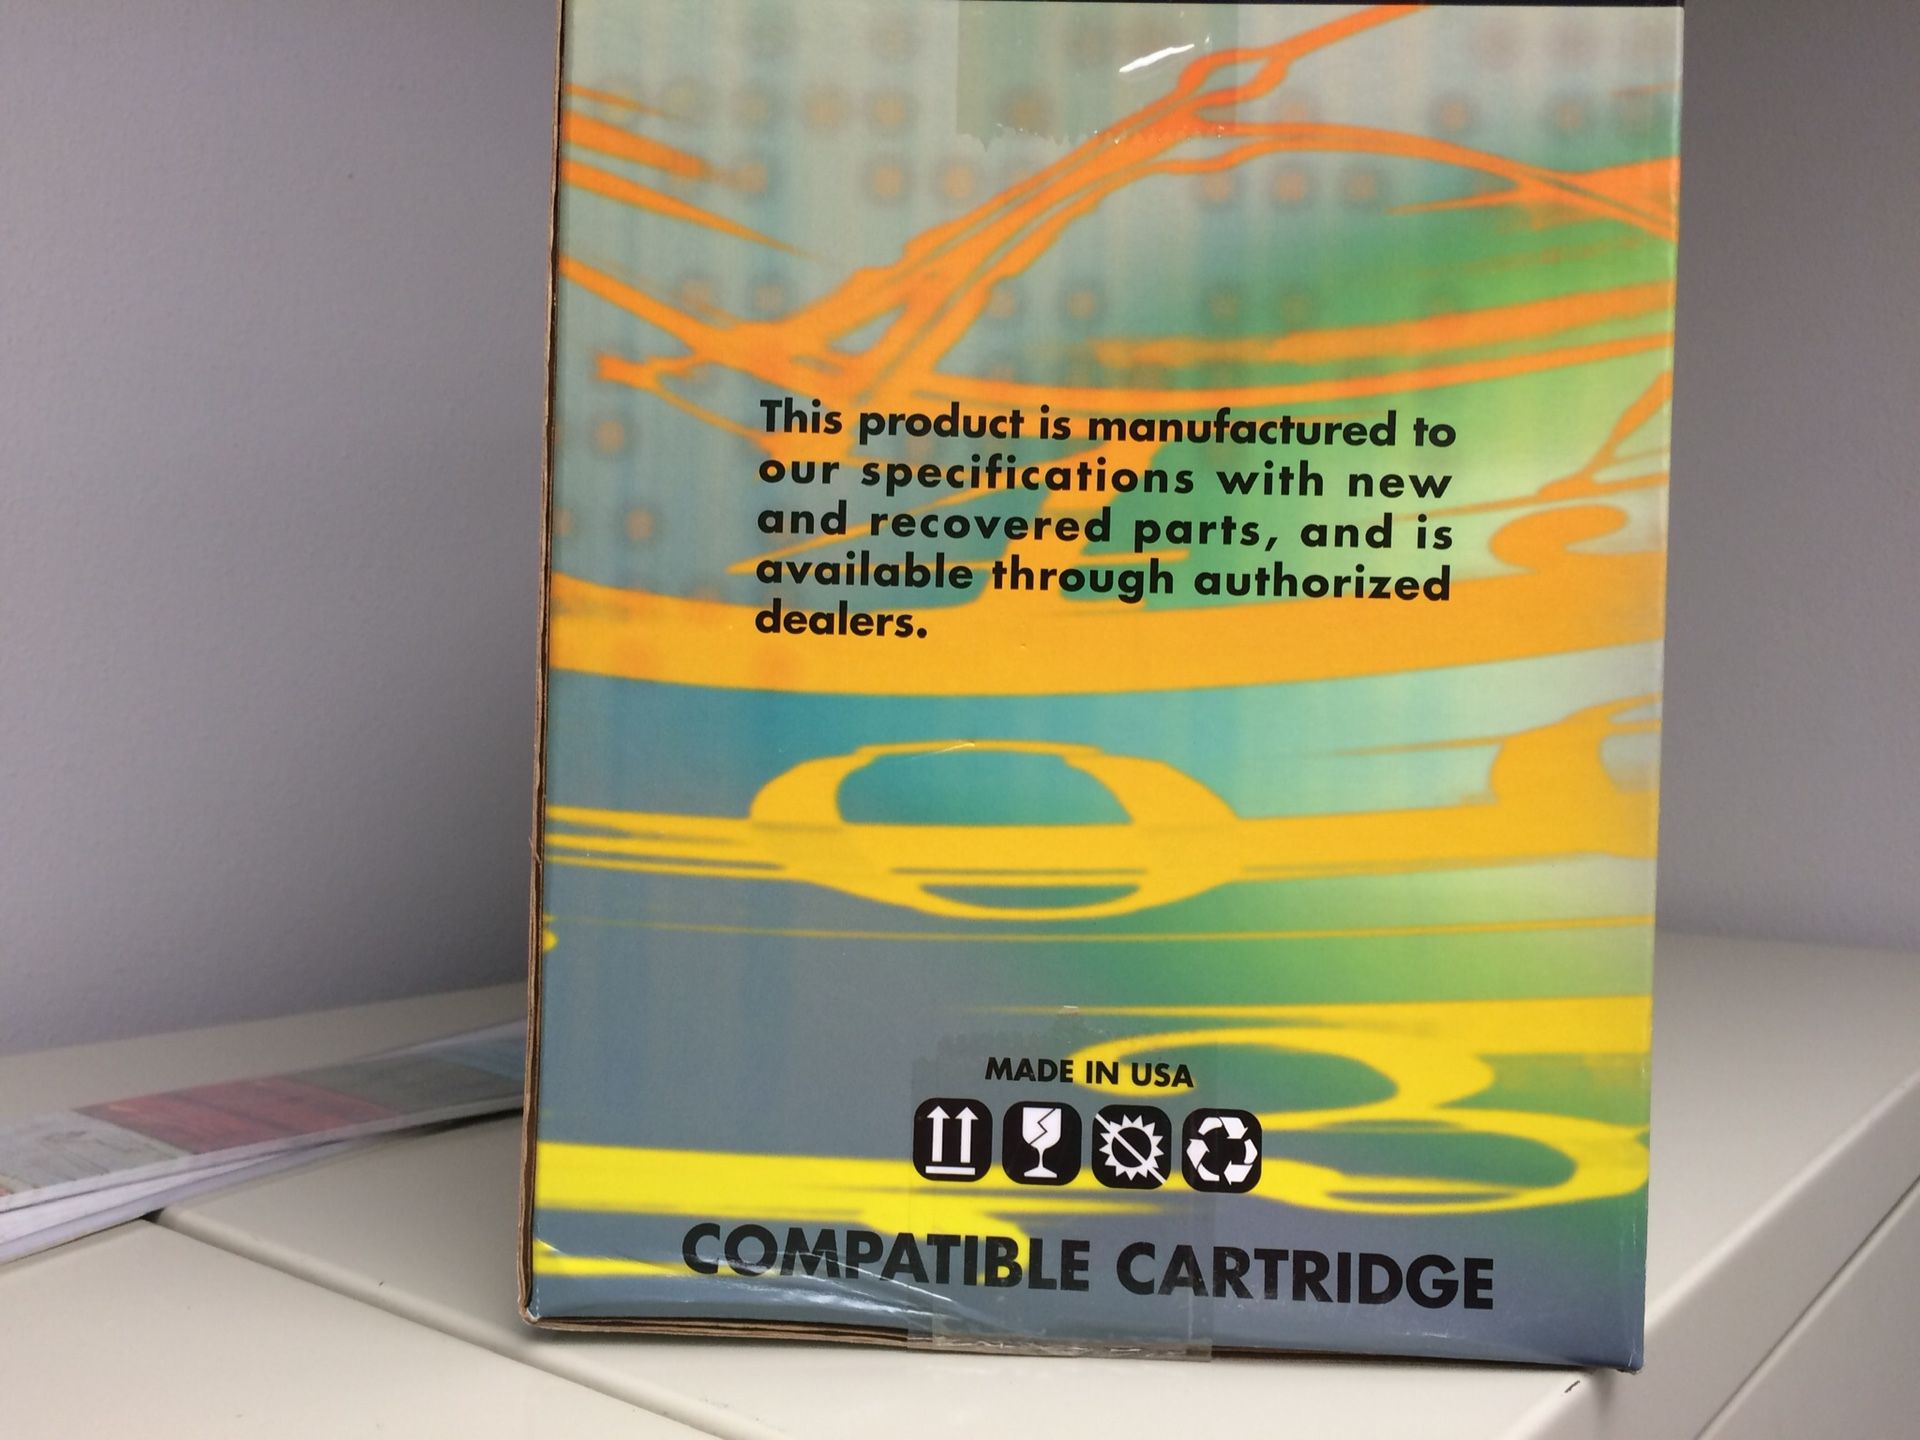 This product is manufactured to
our specifications with new
and recovered parts, and is
available through authorized
dealers.
MADE IN USA
COMPATIBLE CARTRIDGE